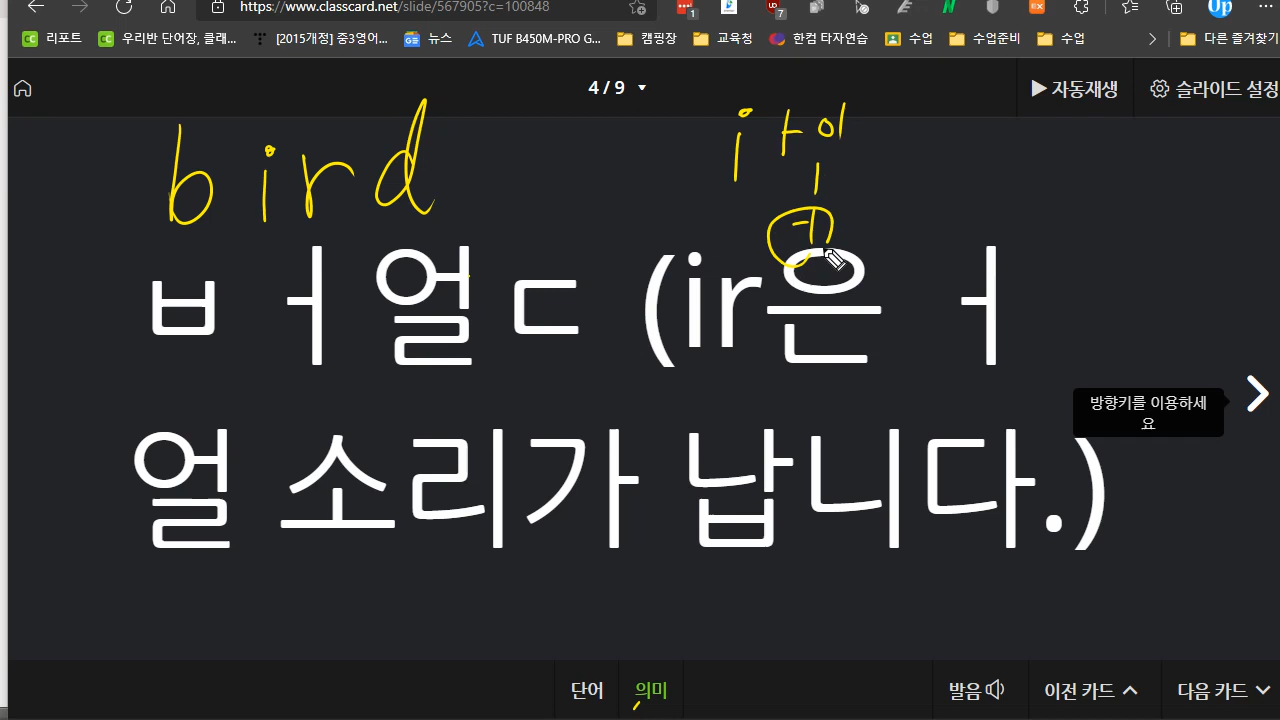 https://www.classcard.net/slide/567905?c=100848
리포트 우리반 단어장, 클래... [2015개정] 중3영어... 뉴스 TUF B450M-PRO G... 캠핑장 교육청 한컴 타자연습 수업 수업준비 수업 다른 즐겨찾기
4 / 9 자동재생 슬라이드 설정
bird
ㅂㅓ얼ㄷ (ir은 ㅓ
얼 소리가 납니다.)
방향키를 이용하세
요
단어 의미 발음 이전 카드 다음 카드